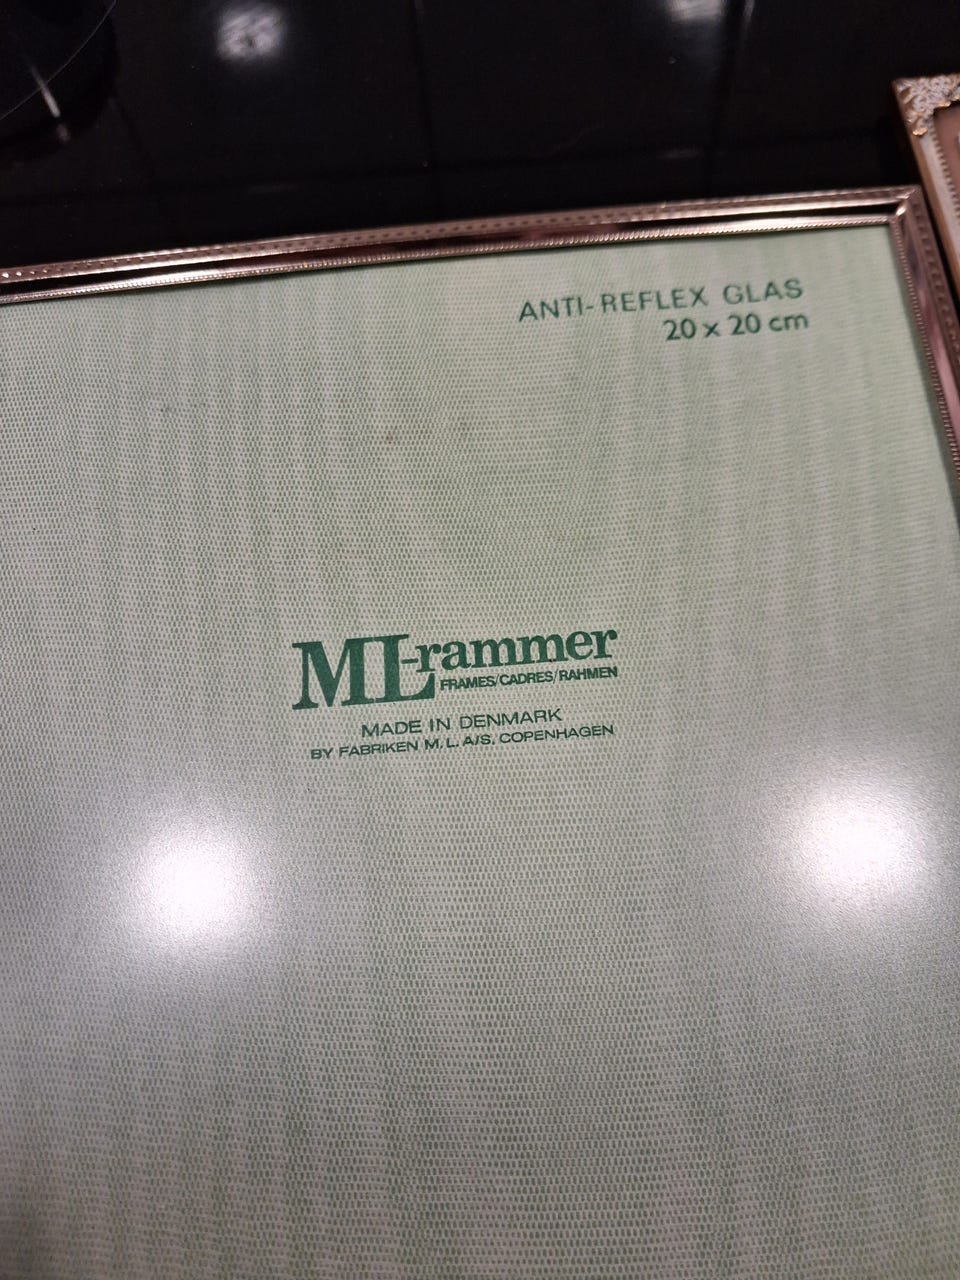 ANTI-REFLEX GLAS
20 x 20 cm
ML-rammer
FRAMES/CADRES/RAHMEN
MADE IN DENMARK
BY FABRIKEN M.L. A/S, COPENHAGEN